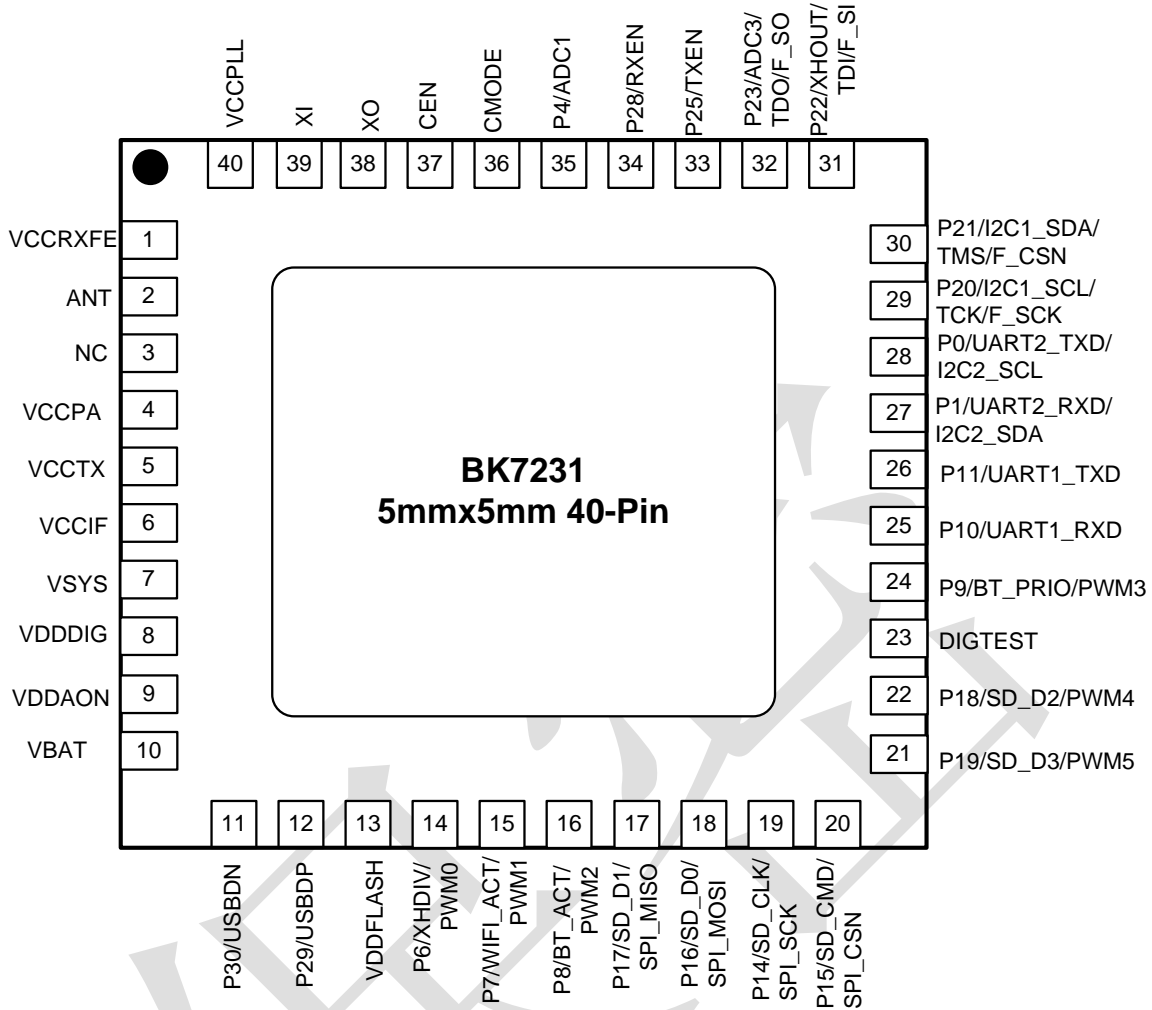 VCCPLL
XI
XO
CEN
CMODE
P4/ADC1
P28/RXEN
P25/TXEN
P23/ADC3/
TDO/F_SO
P22/XHOUT/
TDI/F_SI
40
39
38
37
36
35
34
33
32
31
VCCRXFE 1
ANT 2
NC 3
VCCPA 4
VCCTX 5
VCCIF 6
VSYS 7
VDDDIG 8
VDDAON 9
VBAT 10
BK7231
5mmx5mm 40-Pin
30 P21/I2C1_SDA/
TMS/F_CSN
29 P20/I2C1_SCL/
TCK/F_SCK
28 P0/UART2_TXD/
I2C2_SCL
27 P1/UART2_RXD/
I2C2_SDA
26 P11/UART1_TXD
25 P10/UART1_RXD
24 P9/BT_PRIO/PWM3
23 DIGTEST
22 P18/SD_D2/PWM4
21 P19/SD_D3/PWM5
11
12
13
14
15
16
17
18
19
20
P30/USBDN
P29/USBDP
VDDFLASH
P6/XHDIV/
PWM0
P7/WIFI_ACT/
PWM1
P8/BT_ACT/
PWM2
P17/SD_D1/
SPI_MISO
P16/SD_D0/
SPI_MOSI
P14/SD_CLK/
SPI_SCK
P15/SD_CMD/
SPI_CSN